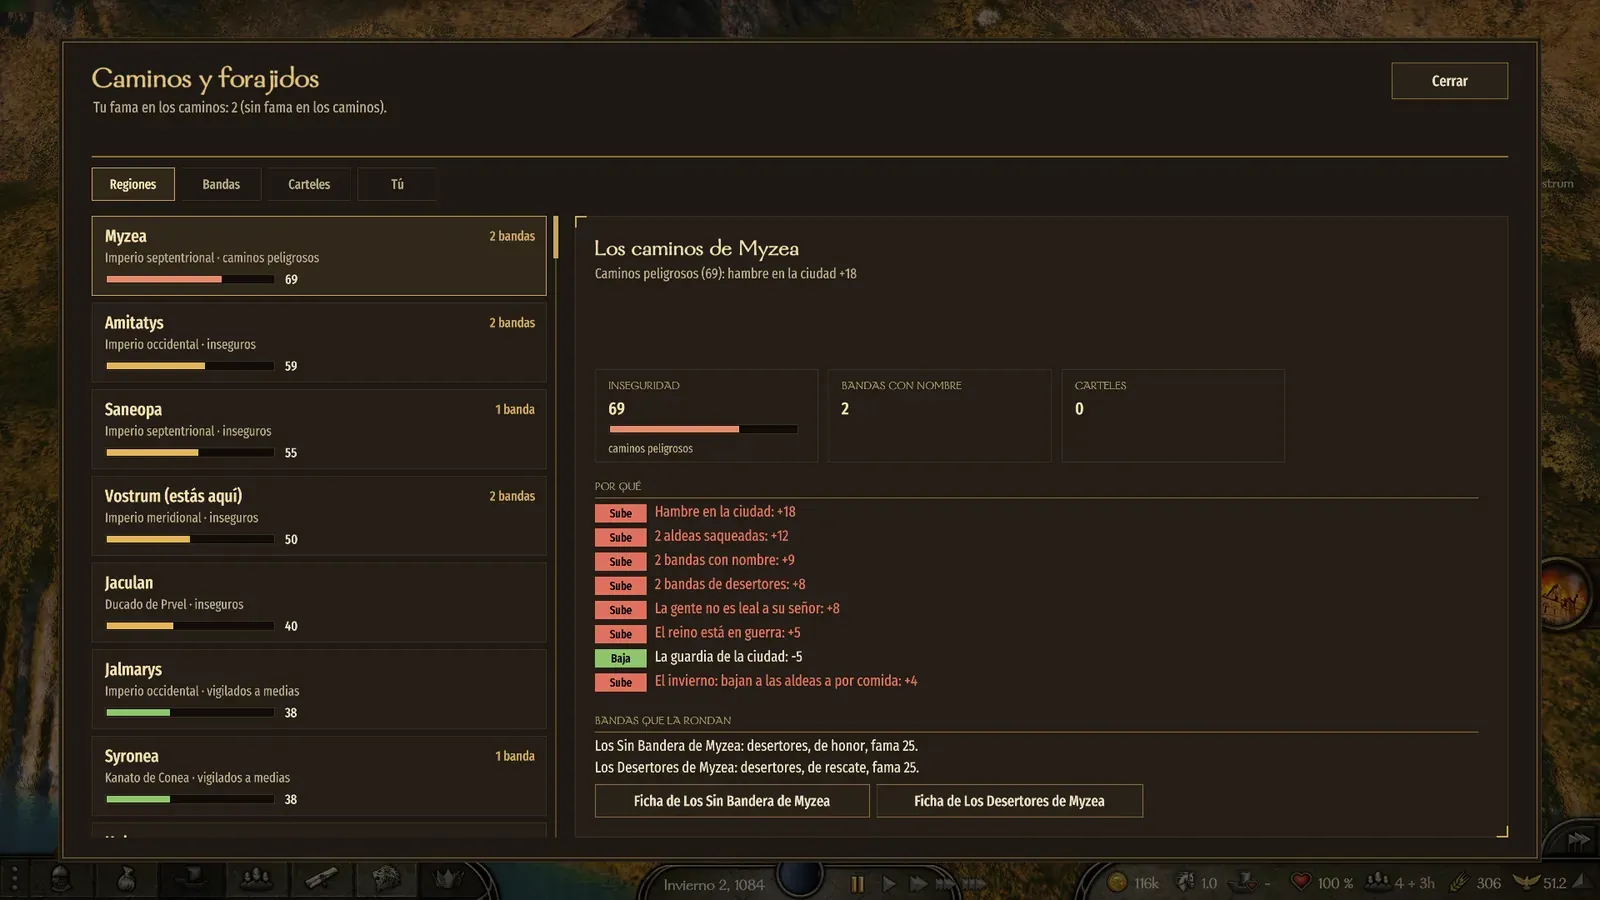 Caminos y forajidos
Tu fama en los caminos: 2 (sin fama en los caminos).
Cerrar
Regiones
Bandas
Carteles
Tú
Myzea
2 bandas
Imperio septentrional · caminos peligrosos
69
Amitatys
2 bandas
Imperio occidental · inseguros
59
Saneopa
1 banda
Imperio septentrional · inseguros
55
Vostrum (estás aquí)
2 bandas
Imperio meridional · inseguros
50
Jaculan
Ducado de Prvel · inseguros
40
Jalmarys
Imperio occidental · vigilados a medias
38
Syronea
1 banda
Kanato de Conea · vigilados a medias
38
Los caminos de Myzea
Caminos peligrosos (69): hambre en la ciudad +18
INSEGURIDAD
69
caminos peligrosos
BANDAS CON NOMBRE
2
CARTELES
0
POR QUÉ
Sube Hambre en la ciudad: +18
Sube 2 aldeas saqueadas: +12
Sube 2 bandas con nombre: +9
Sube 2 bandas de desertores: +8
Sube La gente no es leal a su señor: +8
Sube El reino está en guerra: +5
Baja La guardia de la ciudad: -5
Sube El invierno: bajan a las aldeas a por comida: +4
BANDAS QUE LA RONDAN
Los Sin Bandera de Myzea: desertores, de honor, fama 25.
Los Desertores de Myzea: desertores, de rescate, fama 25.
Ficha de Los Sin Bandera de Myzea
Ficha de Los Desertores de Myzea
strum
Invierno 2, 1084
116k
1.0
-
100 %
4 + 3h
306
51.2